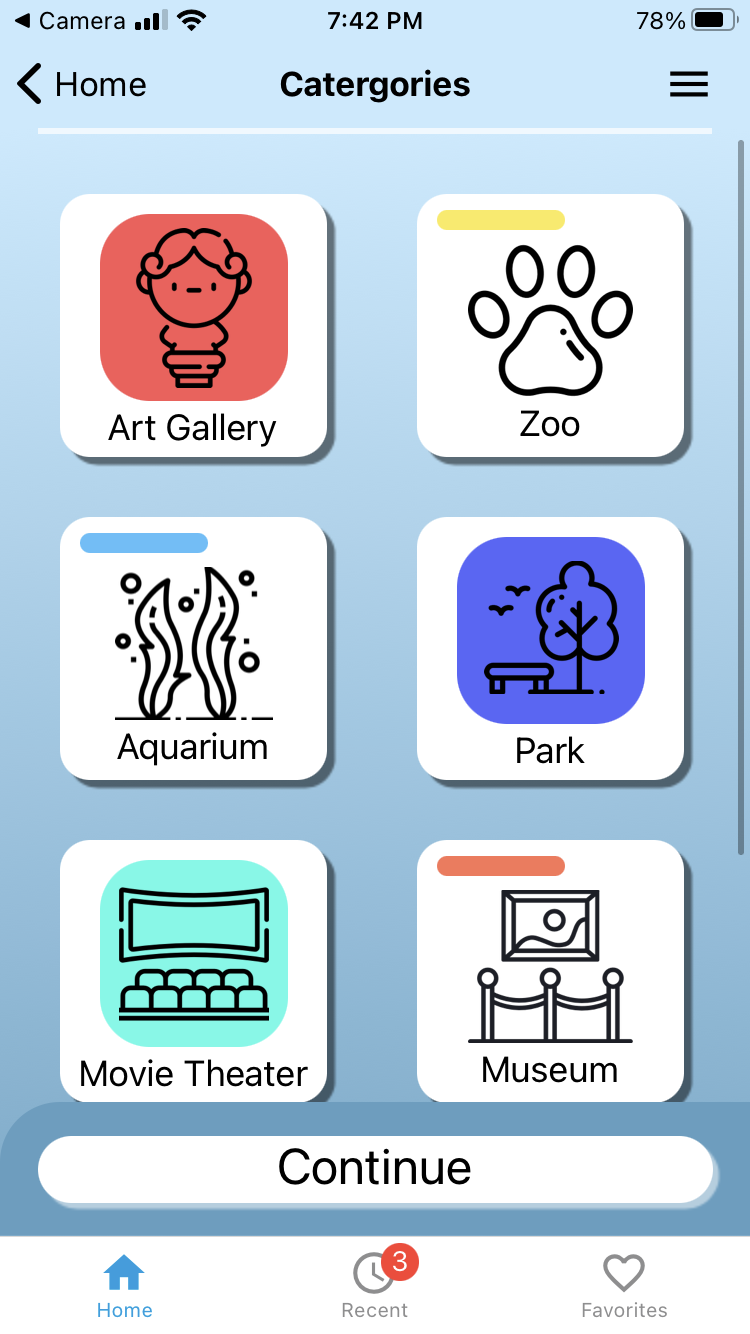 Camera 7:42 PM 78%
Home Catergories
Art Gallery Zoo
Aquarium Park
Movie Theater Museum
Continue
3
Home Recent Favorites